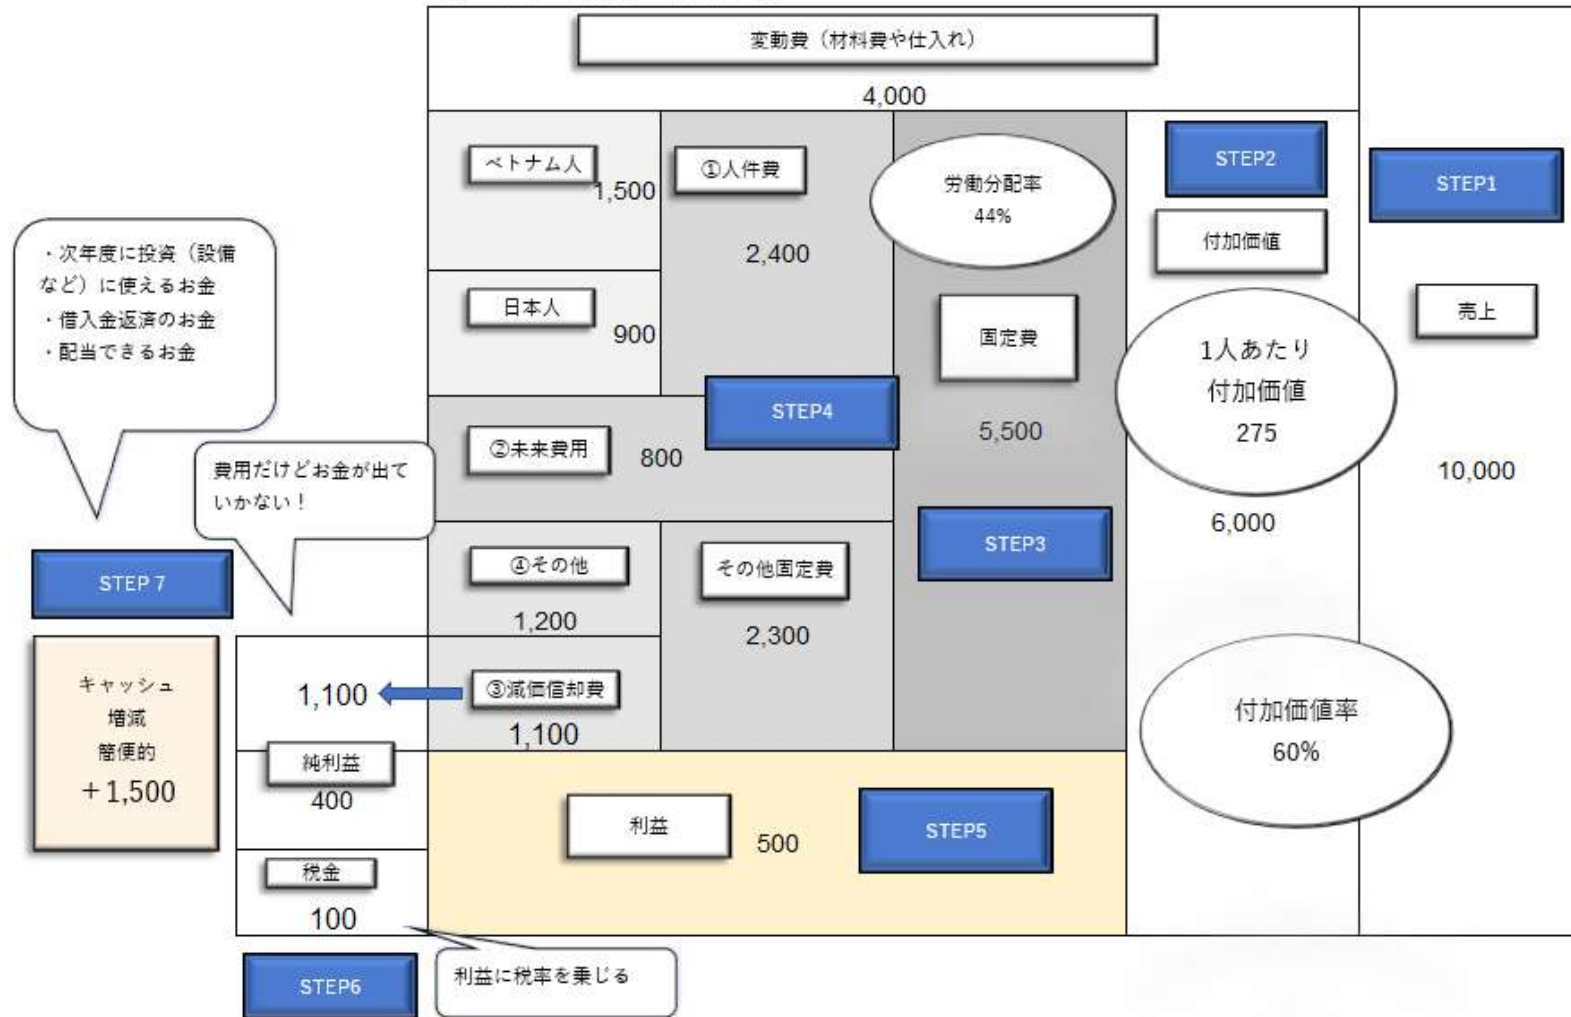 変動費（材料費や仕入れ）
4,000
ベトナム人
1,500
①人件費
2,400
労働分配率
44%
STEP2
付加価値
STEP1
・次年度に投資（設備
など）に使えるお金
・借入金返済のお金
・配当できるお金
日本人
900
固定費
5,500
1人あたり
付加価値
275
6,000
売上
10,000
STEP4
②未来費用
800
費用だけどお金が出て
いかない！
STEP3
STEP 7
④その他
1,200
その他固定費
2,300
キャッシュ
増減
簡便的
＋1,500
1,100
③減価償却費
1,100
付加価値率
60%
純利益
400
利益
500
STEP5
税金
100
STEP6
利益に税率を乗じる